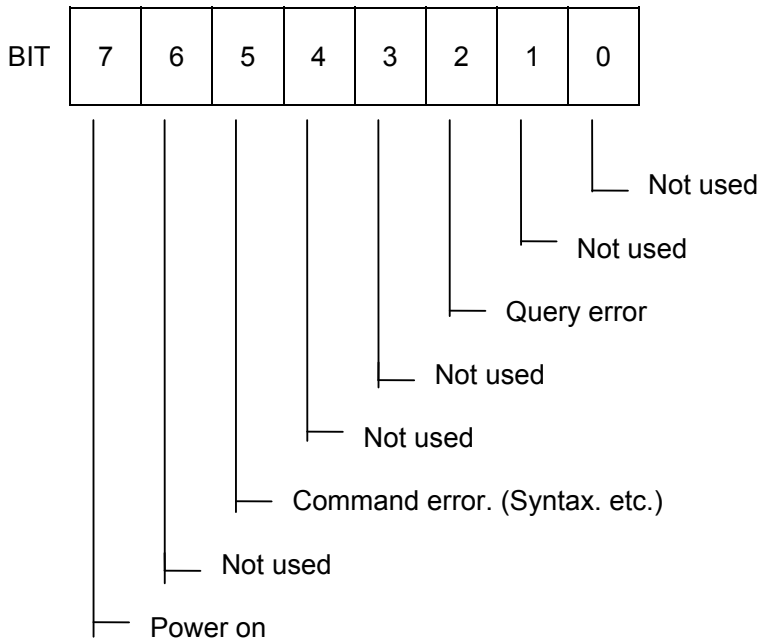 BIT 7 6 5 4 3 2 1 0
Not used
Not used
Query error
Not used
Not used
Command error. (Syntax. etc.)
Not used
Power on